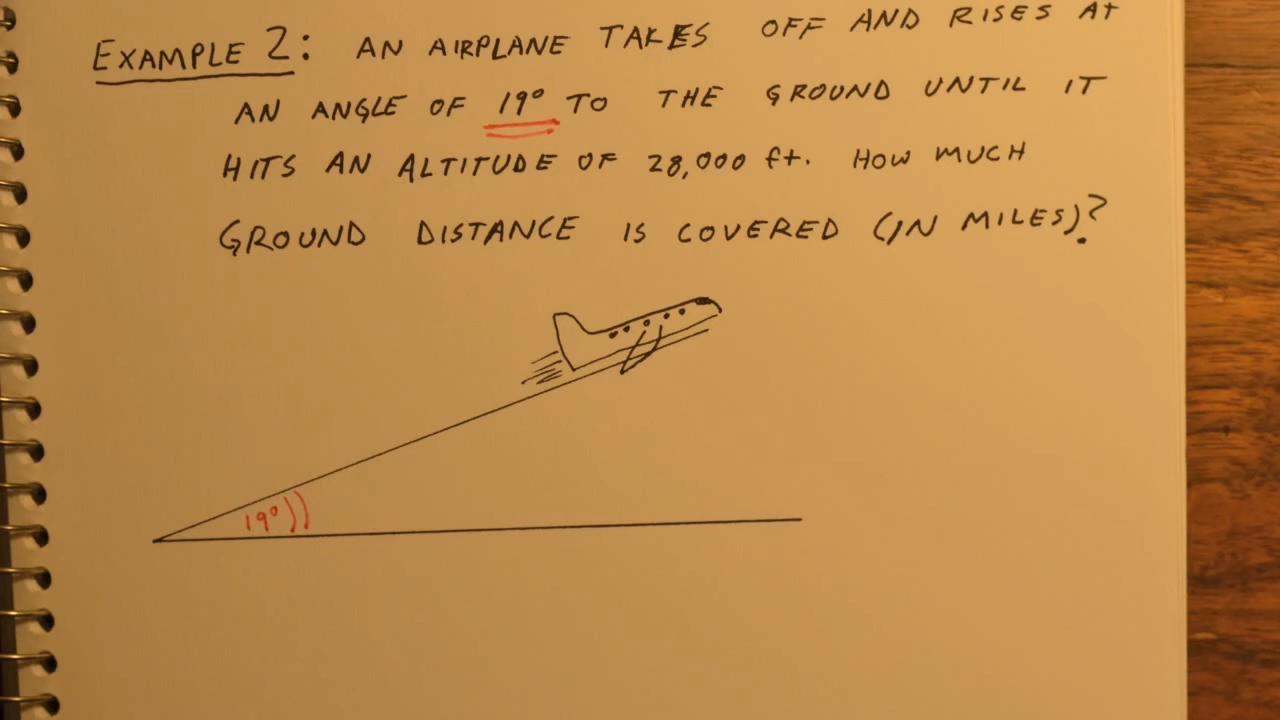 EXAMPLE 2: AN AIRPLANE TAKES OFF AND RISES AT
AN ANGLE OF 19° TO THE GROUND UNTIL IT
HITS AN ALTITUDE OF 28,000 ft. HOW MUCH
GROUND DISTANCE IS COVERED (IN MILES)?
19°